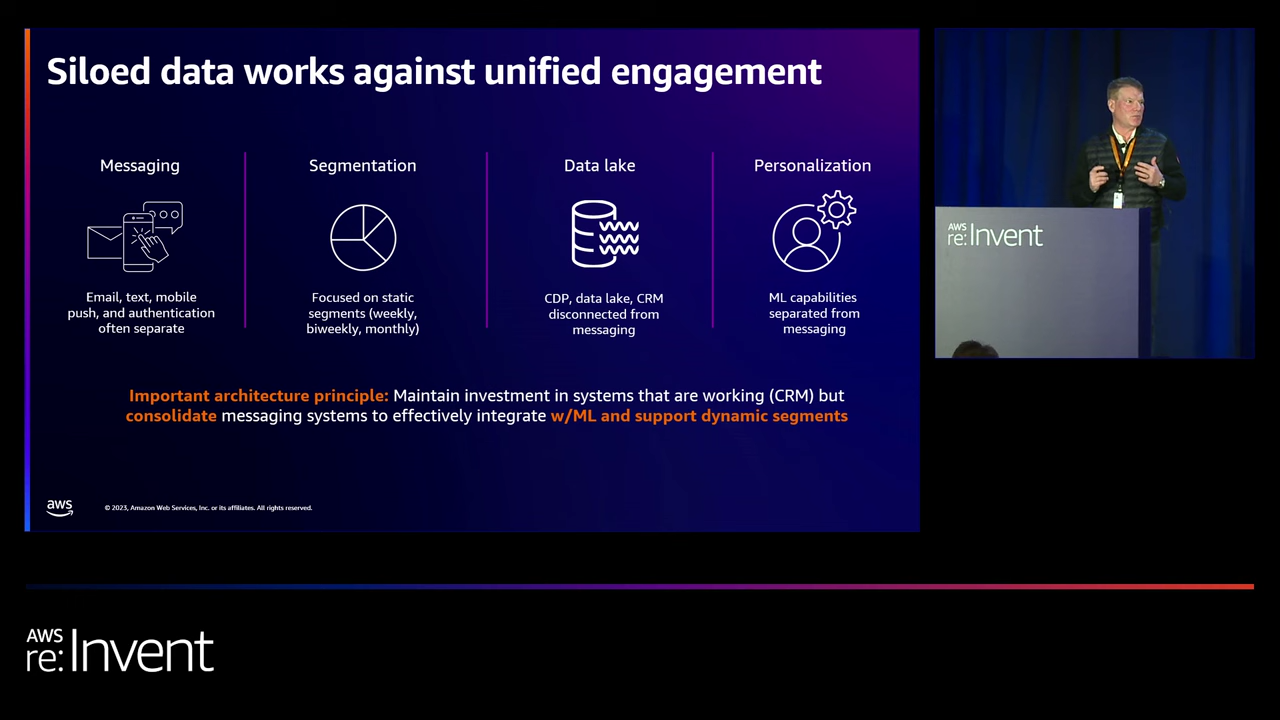 Siloed data works against unified engagement
Messaging
Email, text, mobile
push, and authentication
often separate
Segmentation
Focused on static
segments (weekly,
biweekly, monthly)
Data lake
CDP, data lake, CRM
disconnected from
messaging
Personalization
ML capabilities
separated from
messaging
Important architecture principle: Maintain investment in systems that are working (CRM) but
consolidate messaging systems to effectively integrate w/ML and support dynamic segments
aws
© 2023, Amazon Web Services, Inc. or its affiliates. All rights reserved.
AWS
re:Invent
AWS
re:Invent